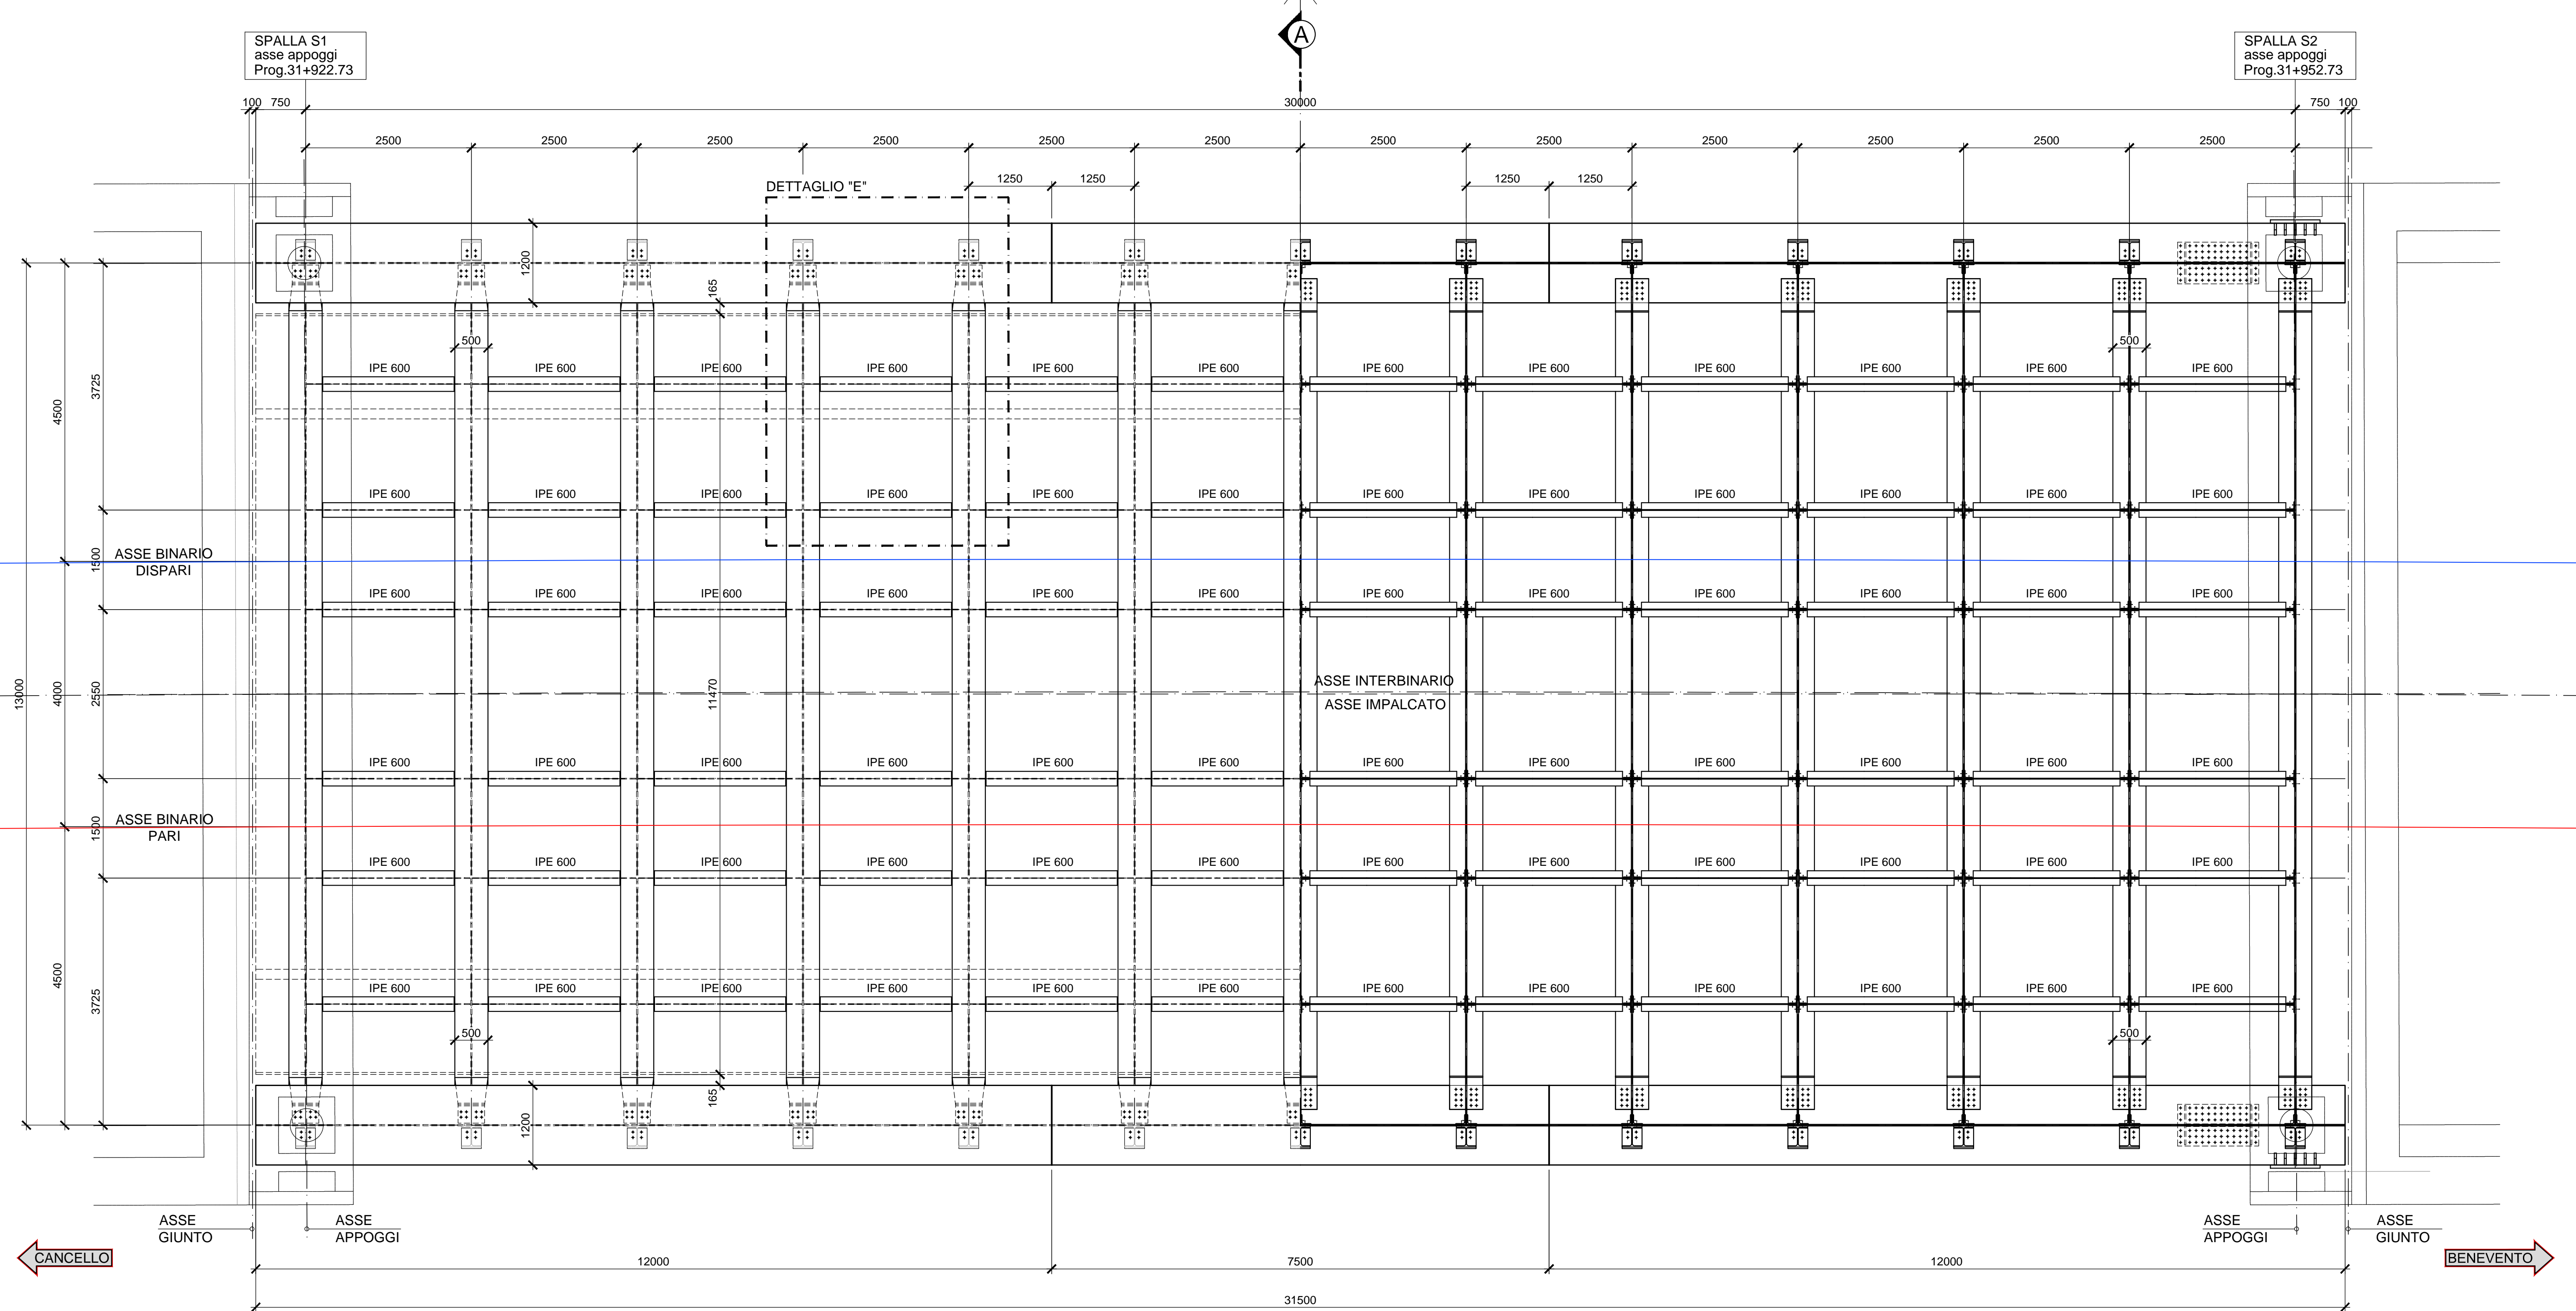 A
SPALLA S1
asse appoggi
Prog.31+922.73
SPALLA S2
asse appoggi
Prog.31+952.73
100 750 30000 750 100
2500 2500 2500 2500 2500 2500 2500 2500 2500 2500 2500 2500
DETTAGLIO "E" 1250 1250 1250 1250
1200
165
500 500
IPE 600 IPE 600 IPE 600 IPE 600 IPE 600 IPE 600 IPE 600 IPE 600 IPE 600 IPE 600 IPE 600 IPE 600
3725
4500
IPE 600 IPE 600 IPE 600 IPE 600 IPE 600 IPE 600 IPE 600 IPE 600 IPE 600 IPE 600 IPE 600 IPE 600
ASSE BINARIO
DISPARI
1500
IPE 600 IPE 600 IPE 600 IPE 600 IPE 600 IPE 600 IPE 600 IPE 600 IPE 600 IPE 600 IPE 600 IPE 600
13000
4000
2550
11470
ASSE INTERBINARIO
ASSE IMPALCATO
IPE 600 IPE 600 IPE 600 IPE 600 IPE 600 IPE 600 IPE 600 IPE 600 IPE 600 IPE 600 IPE 600 IPE 600
ASSE BINARIO
PARI
1500
IPE 600 IPE 600 IPE 600 IPE 600 IPE 600 IPE 600 IPE 600 IPE 600 IPE 600 IPE 600 IPE 600 IPE 600
4500
3725
IPE 600 IPE 600 IPE 600 IPE 600 IPE 600 IPE 600 IPE 600 IPE 600 IPE 600 IPE 600 IPE 600 IPE 600
500 500
165
1200
ASSE
GIUNTO
ASSE
APPOGGI
ASSE
APPOGGI
ASSE
GIUNTO
CANCELLO
BENEVENTO
12000 7500 12000
31500